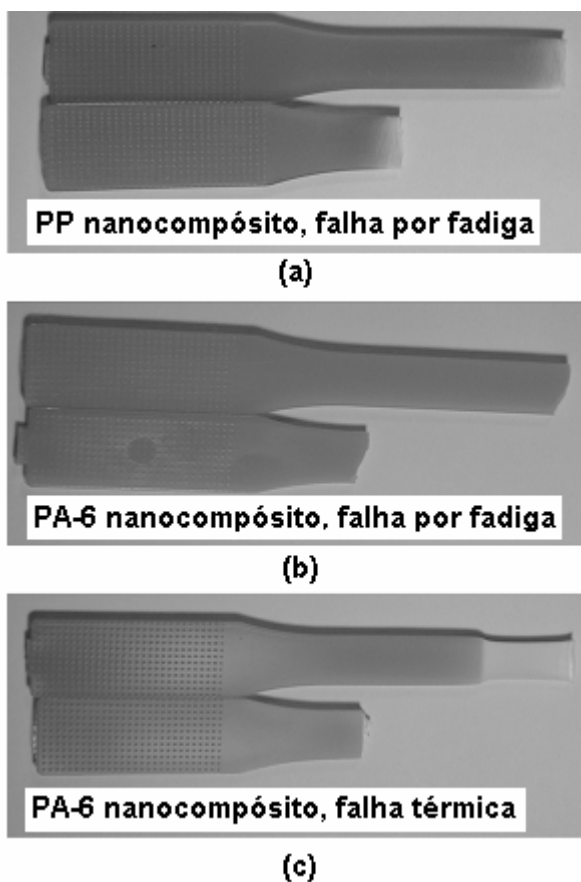 PP nanocompósito, falha por fadiga
(a)
PA-6 nanocompósito, falha por fadiga
(b)
PA-6 nanocompósito, falha térmica
(c)